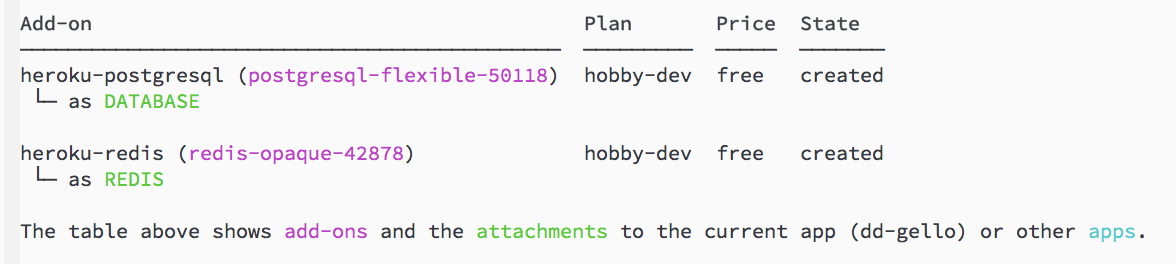 Add-on Plan Price State
heroku-postgresql (postgresql-flexible-50118) hobby-dev free created
└─ as DATABASE
heroku-redis (redis-opaque-42878) hobby-dev free created
└─ as REDIS
The table above shows add-ons and the attachments to the current app (dd-gello) or other apps.